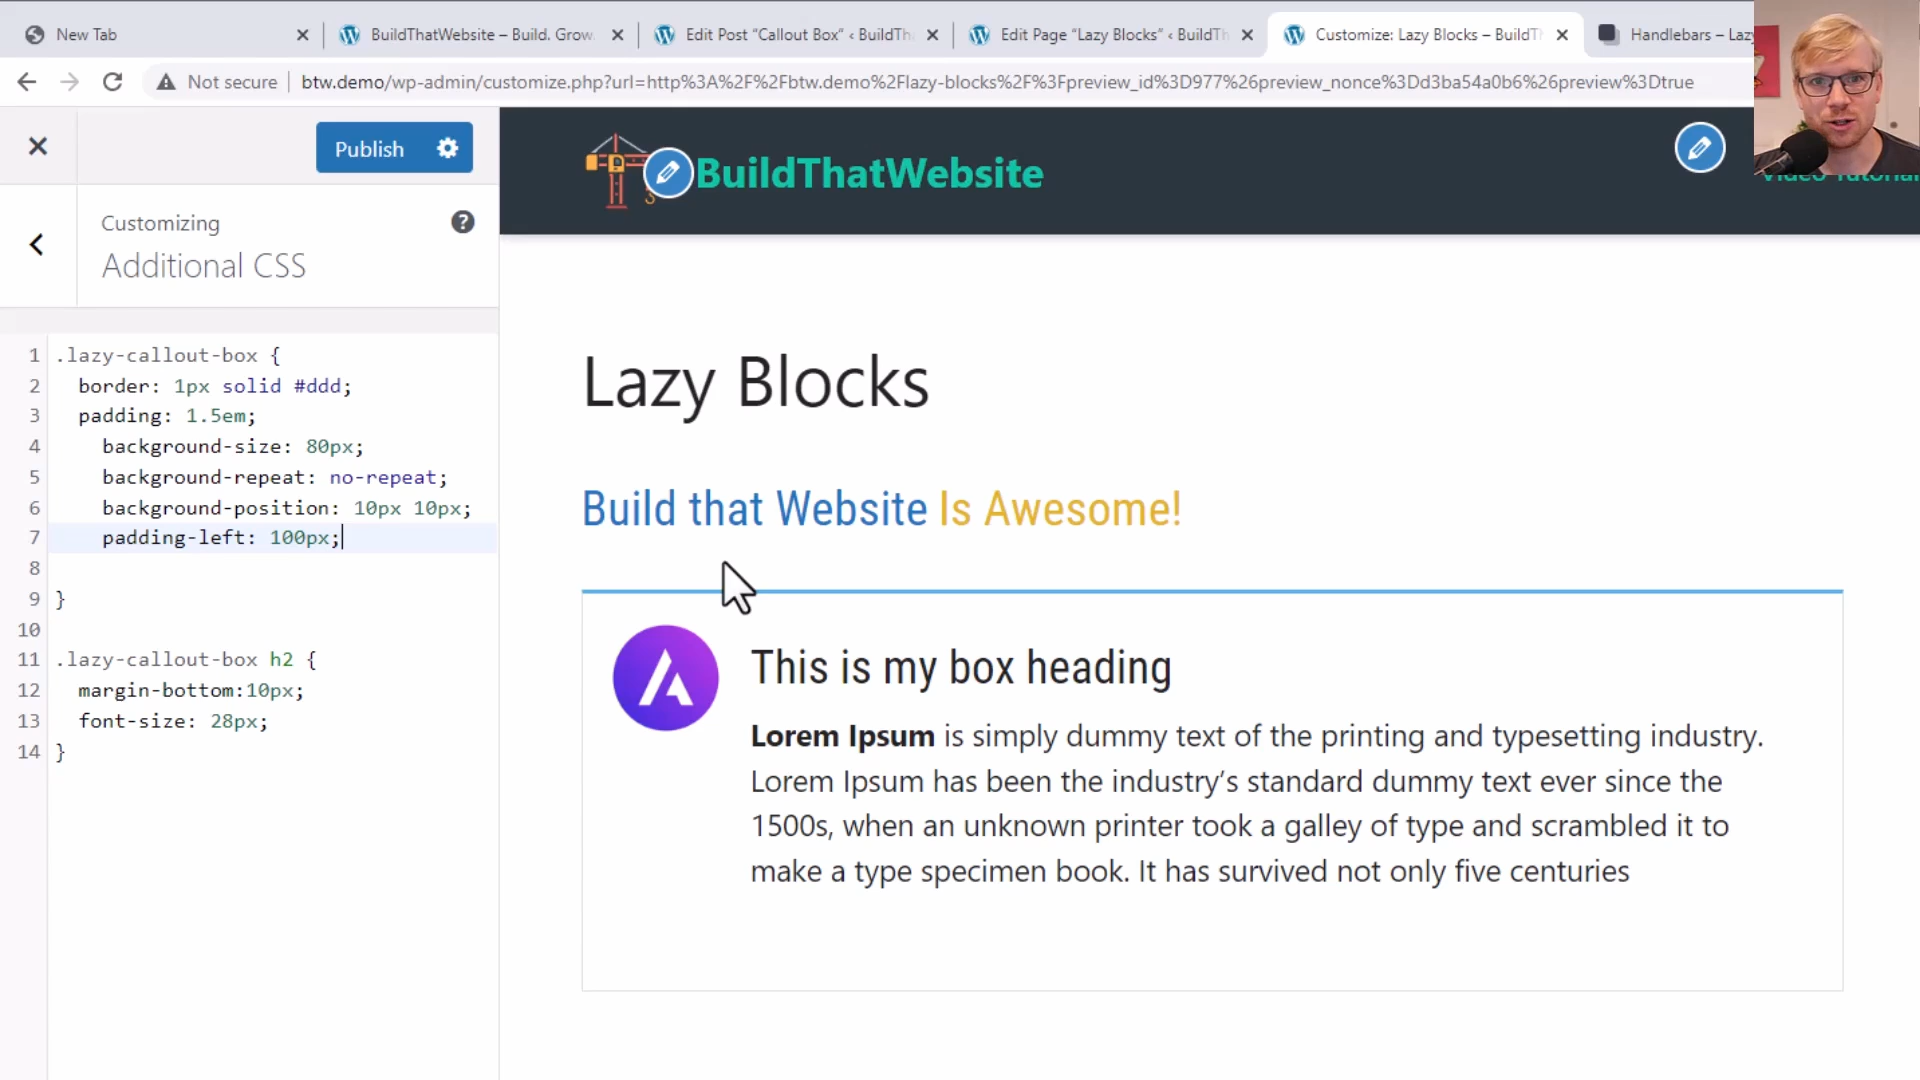 New Tab
BuildThatWebsite – Build. Grow.
Edit Post “Callout Box” ‹ BuildTh
Edit Page “Lazy Blocks” ‹ BuildTh
Customize: Lazy Blocks – BuildT
Handlebars – Lazy
Not secure
btw.demo/wp-admin/customize.php?url=http%3A%2F%2Fbtw.demo%2Flazy-blocks%2F%3Fpreview_id%3D977%26preview_nonce%3Dd3ba54a0b6%26preview%3Dtrue
Publish
BuildThatWebsite
Video Tutorial
Customizing
Additional CSS
1 .lazy-callout-box {
2 border: 1px solid #ddd;
3 padding: 1.5em;
4 background-size: 80px;
5 background-repeat: no-repeat;
6 background-position: 10px 10px;
7 padding-left: 100px;
8
9 }
10
11 .lazy-callout-box h2 {
12 margin-bottom:10px;
13 font-size: 28px;
14 }
Lazy Blocks
Build that Website Is Awesome!
This is my box heading
Lorem Ipsum is simply dummy text of the printing and typesetting industry.
Lorem Ipsum has been the industry’s standard dummy text ever since the
1500s, when an unknown printer took a galley of type and scrambled it to
make a type specimen book. It has survived not only five centuries